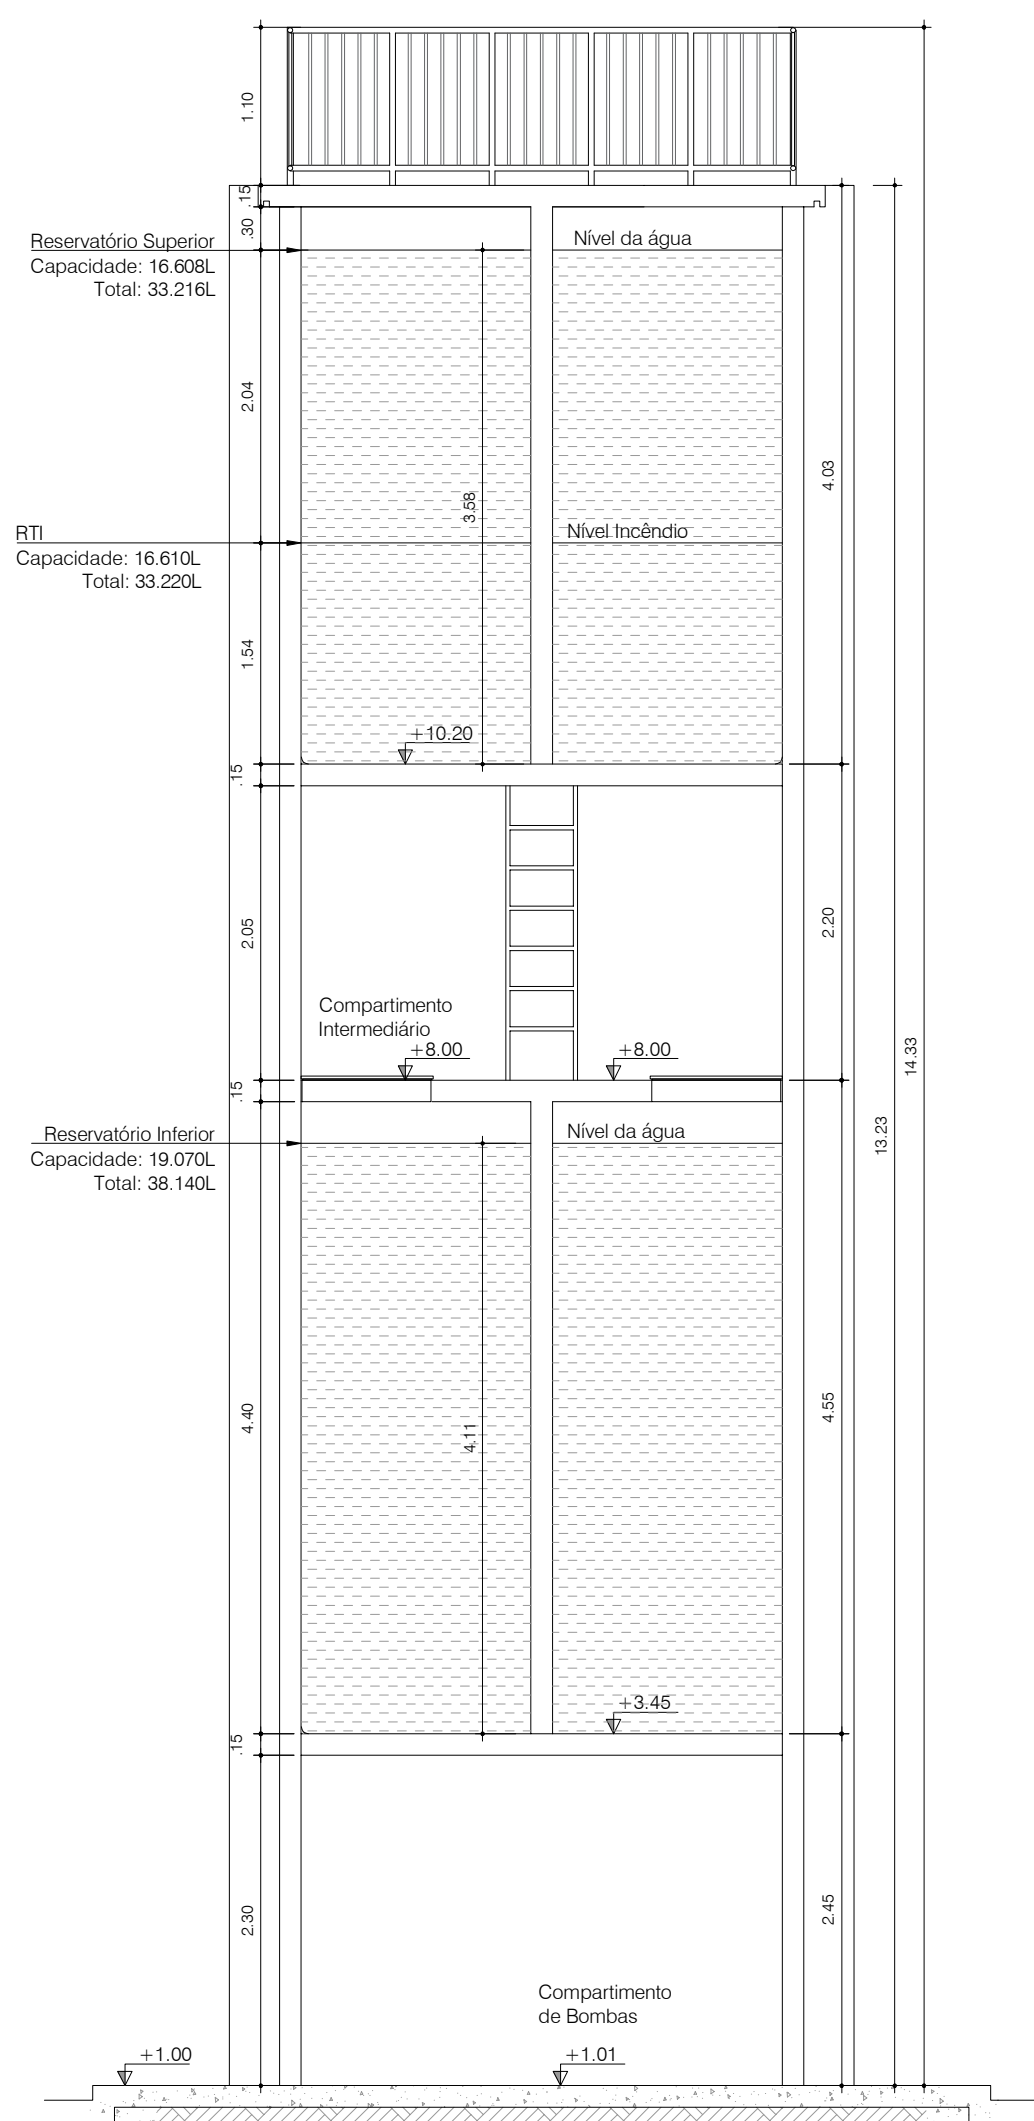 1.10
.15
.30
Reservatório Superior
Capacidade: 16.608L
Total: 33.216L
Nível da água
2.04
3.58
4.03
RTI
Capacidade: 16.610L
Total: 33.220L
Nível Incêndio
1.54
+10.20
.15
2.05
2.20
Compartimento
Intermediário
+8.00
+8.00
14.33
.15
13.23
Reservatório Inferior
Capacidade: 19.070L
Total: 38.140L
Nível da água
4.40
4.11
4.55
+3.45
.15
2.30
2.45
Compartimento
de Bombas
+1.00
+1.01